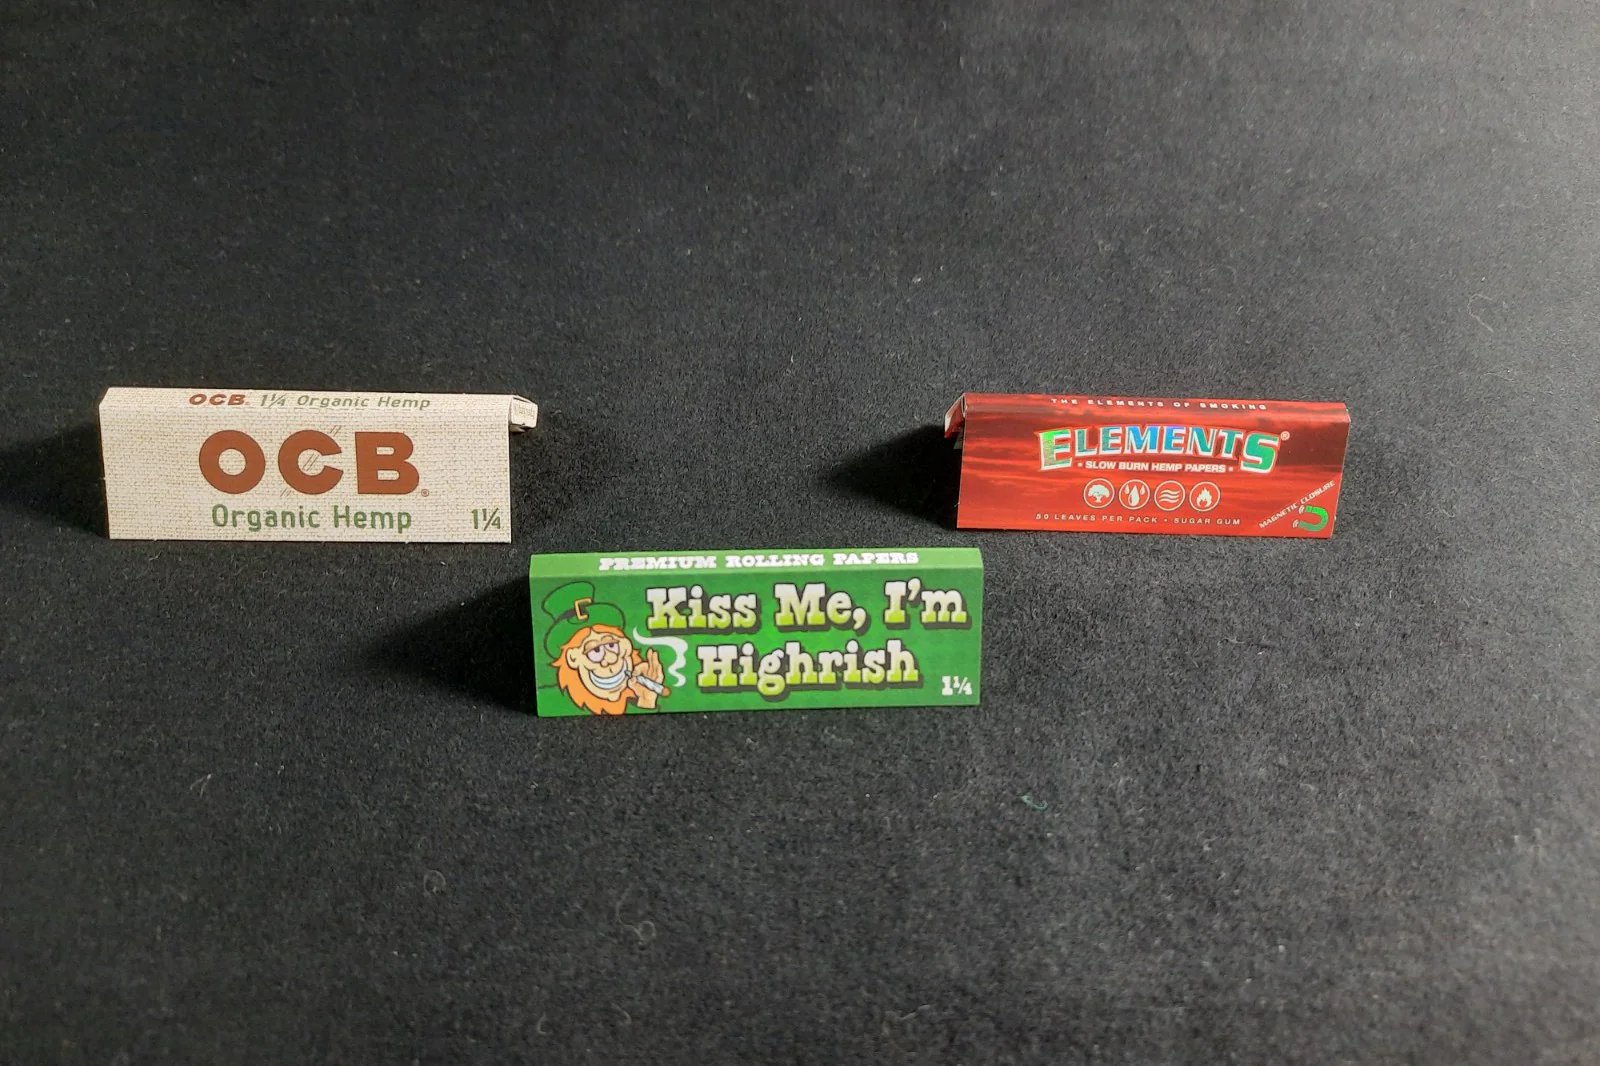 OCB® 1¼ Organic Hemp
OCB®
Organic Hemp 1¼
PREMIUM ROLLING PAPERS
Kiss Me, I'm
Highrish
1¼
THE ELEMENTS OF SMOKING
ELEMENTS®
• SLOW BURN HEMP PAPERS •
50 LEAVES PER PACK • SUGAR GUM
MAGNETIC CLOSURE